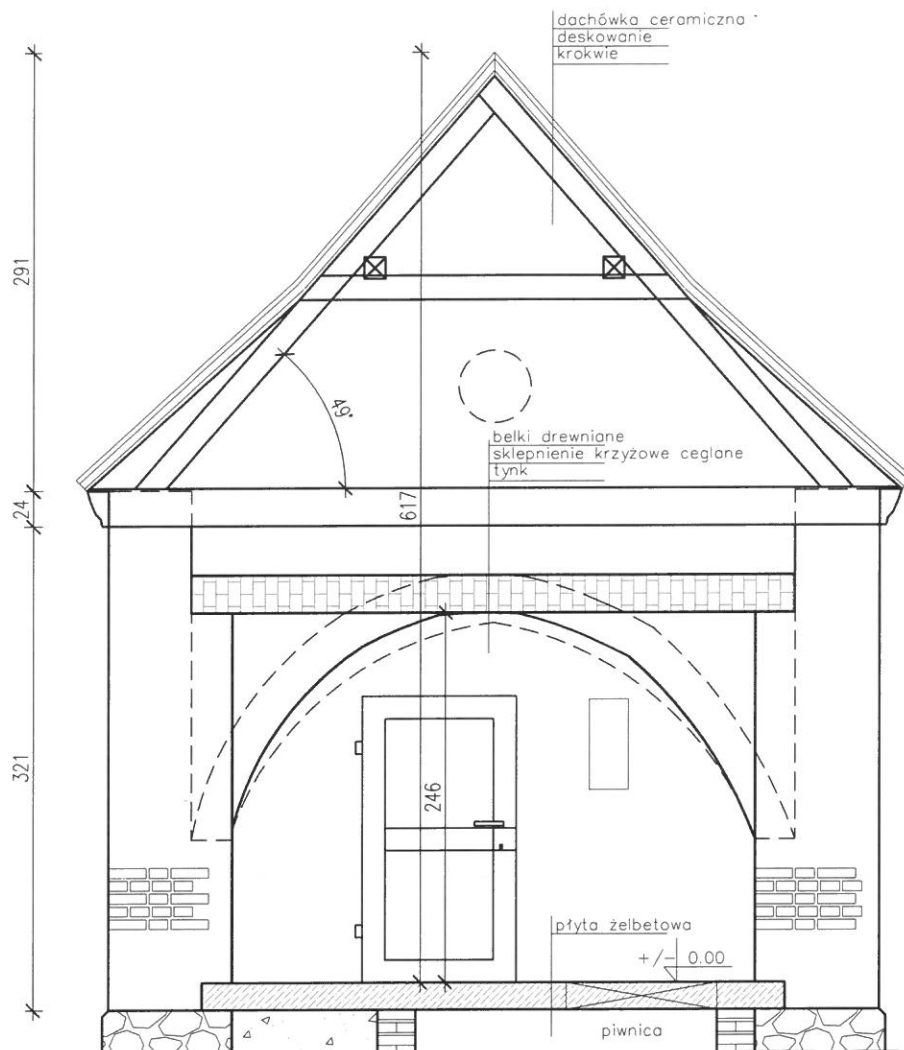 dachówka ceramiczna
deskowanie
krokwie
291
49°
belki drewniane
sklepnienie krzyżowe ceglane
tynk
24
617
321
246
płyta żelbetowa
+/- 0.00
piwnica